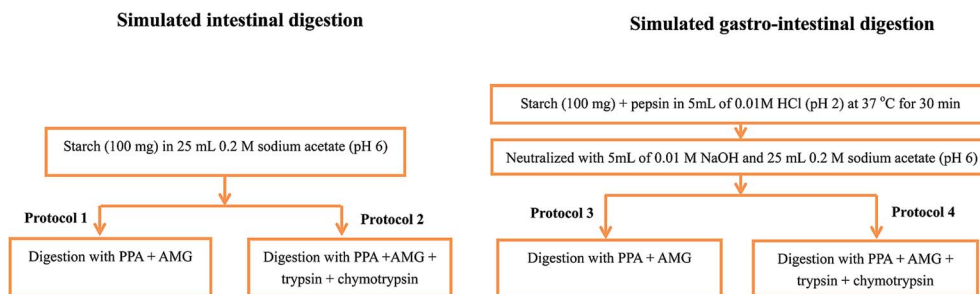 Simulated intestinal digestion
Starch (100 mg) in 25 mL 0.2 M sodium acetate (pH 6)
Protocol 1
Protocol 2
Digestion with PPA + AMG
Digestion with PPA +AMG +
trypsin + chymotrypsin
Simulated gastro-intestinal digestion
Starch (100 mg) + pepsin in 5mL of 0.01M HCl (pH 2) at 37 °C for 30 min
Neutralized with 5mL of 0.01 M NaOH and 25 mL 0.2 M sodium acetate (pH 6)
Protocol 3
Protocol 4
Digestion with PPA + AMG
Digestion with PPA + AMG +
trypsin + chymotrypsin